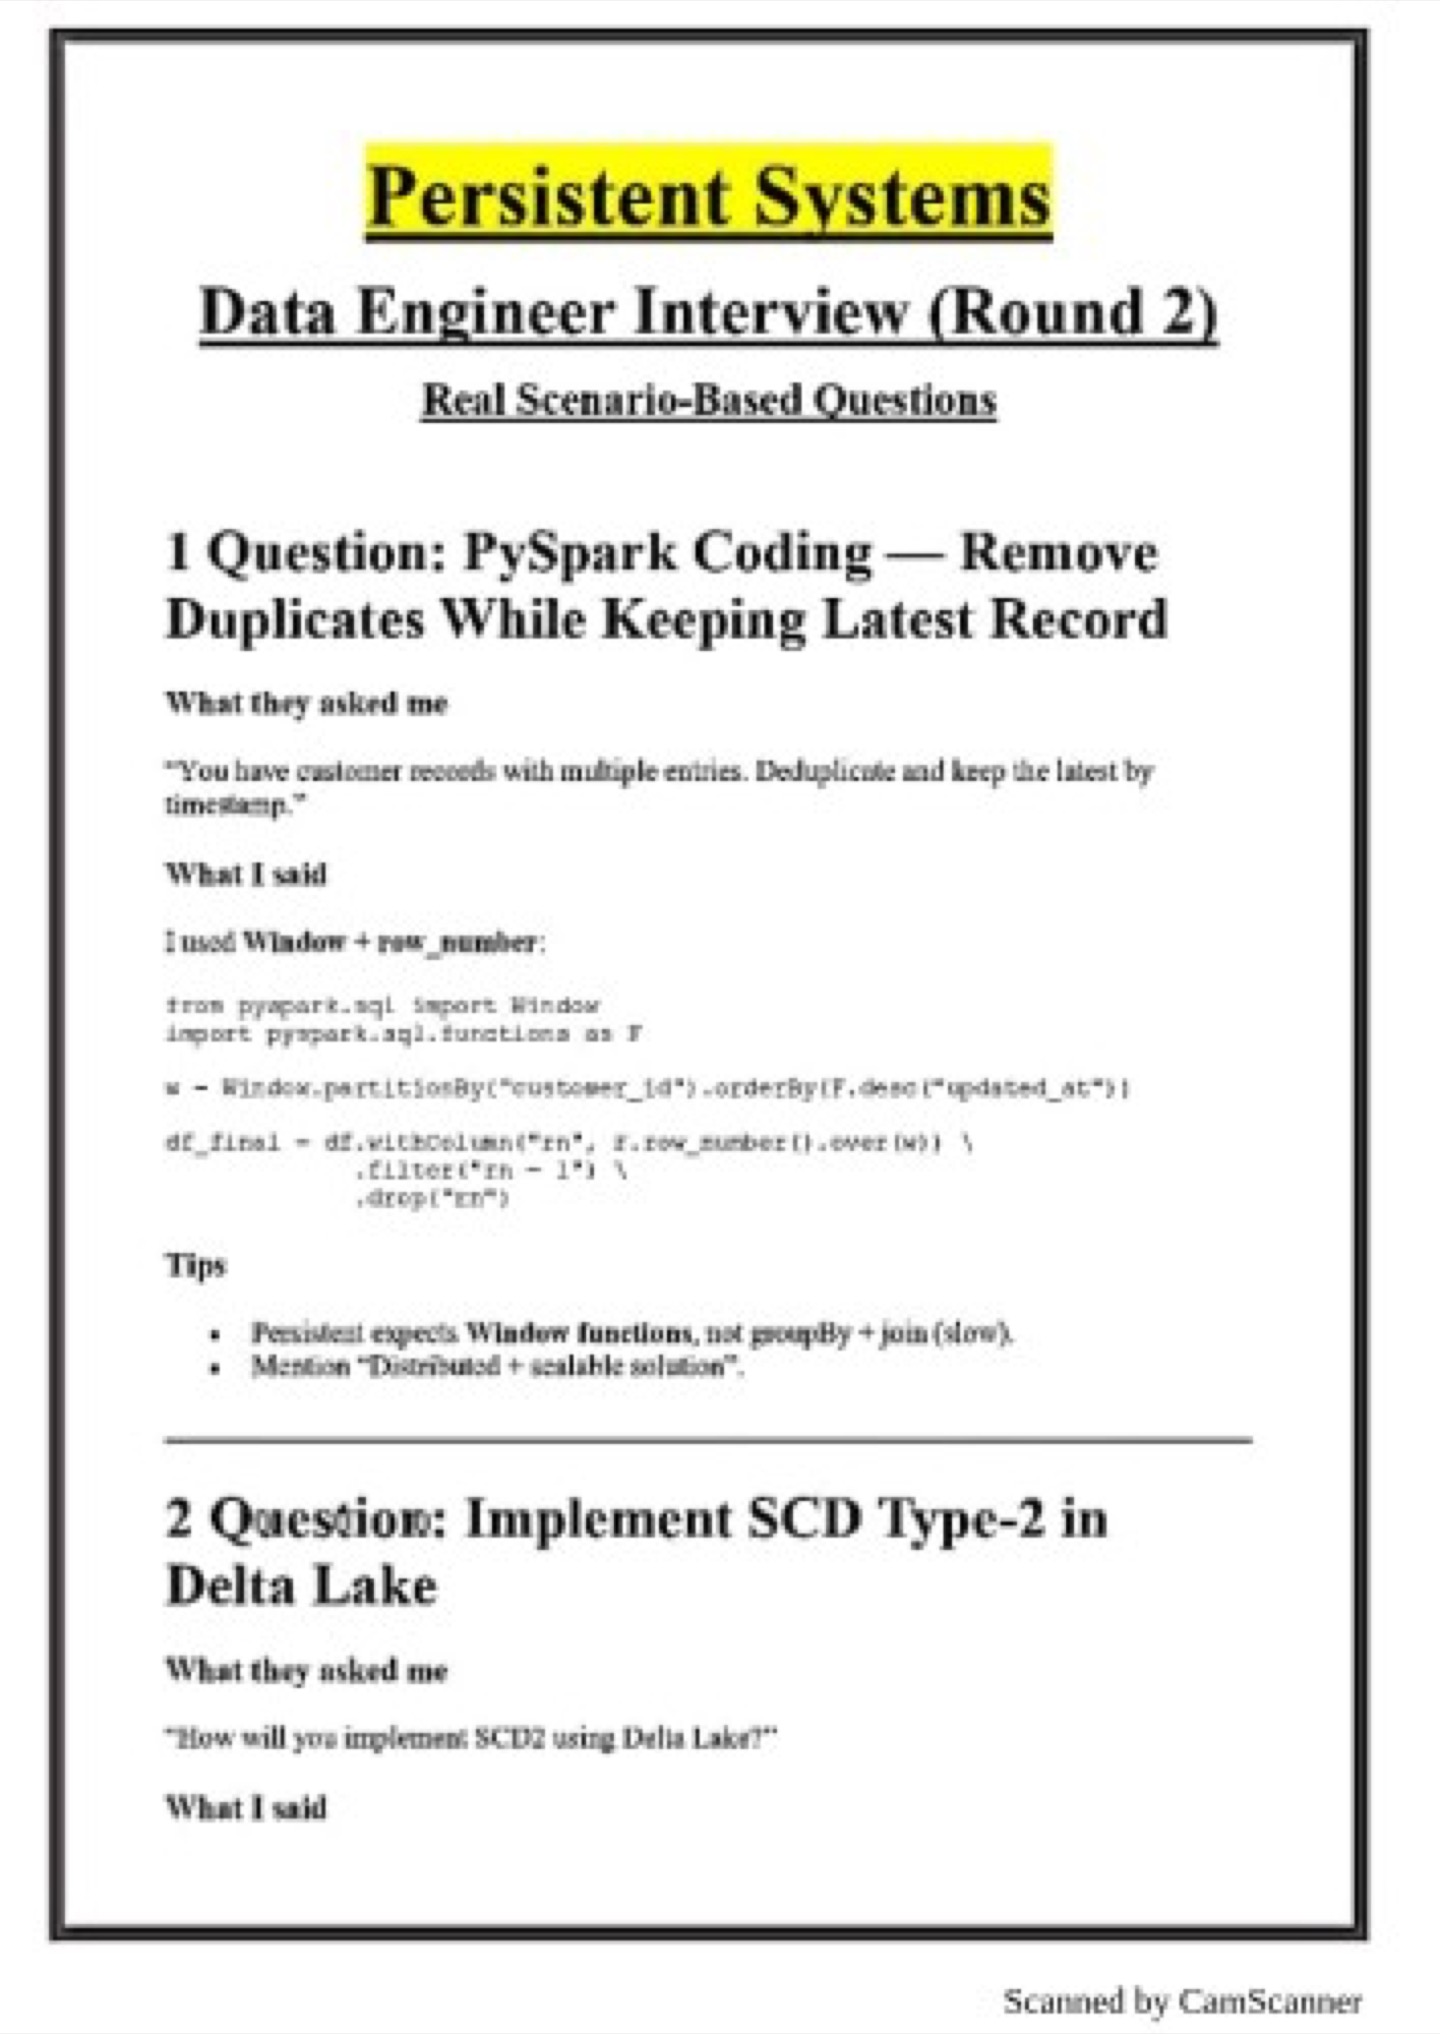 Persistent Systems
Data Engineer Interview (Round 2)
Real Scenario-Based Questions
1 Question: PySpark Coding — Remove
Duplicates While Keeping Latest Record
What they asked me
“You have customer records with multiple entries. Deduplicate and keep the latest by
timestamp.”
What I said
I used Window + row_number:
from pyspark.sql import Window
import pyspark.sql.functions as F
w = Window.partitionBy("customer_id").orderBy(F.desc("updated_at"))
df_final = df.withColumn("rn", F.row_number().over(w)) \
.filter("rn = 1") \
.drop("rn")
Tips
• Persistent expects Window functions, not groupBy + join (slow).
• Mention “Distributed + scalable solution”.
2 Question: Implement SCD Type-2 in
Delta Lake
What they asked me
“How will you implement SCD2 using Delta Lake?”
What I said
Scanned by CamScanner